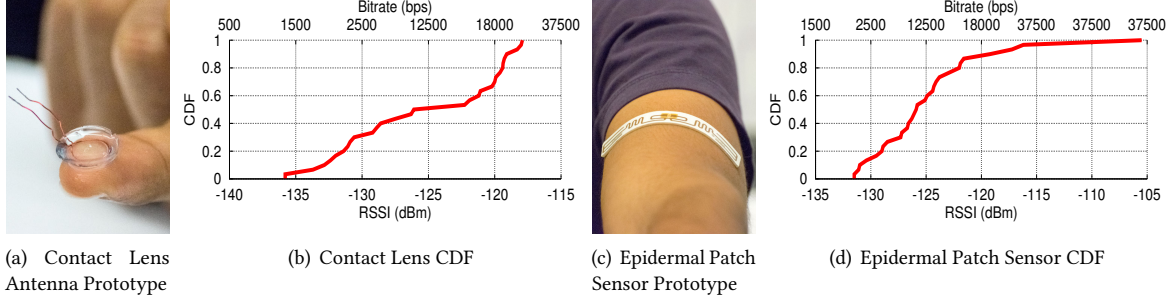 Bitrate (bps)
500 1500 2500 12500 18000 37500
CDF
1
0.8
0.6
0.4
0.2
0
-140 -135 -130 -125 -120 -115
RSSI (dBm)
Bitrate (bps)
1500 2500 12500 18000 37500 37500 37500
CDF
1
0.8
0.6
0.4
0.2
0
-135 -130 -125 -120 -115 -110 -105
RSSI (dBm)
(a) Contact Lens
Antenna Prototype
(b) Contact Lens CDF
(c) Epidermal Patch
Sensor Prototype
(d) Epidermal Patch Sensor CDF